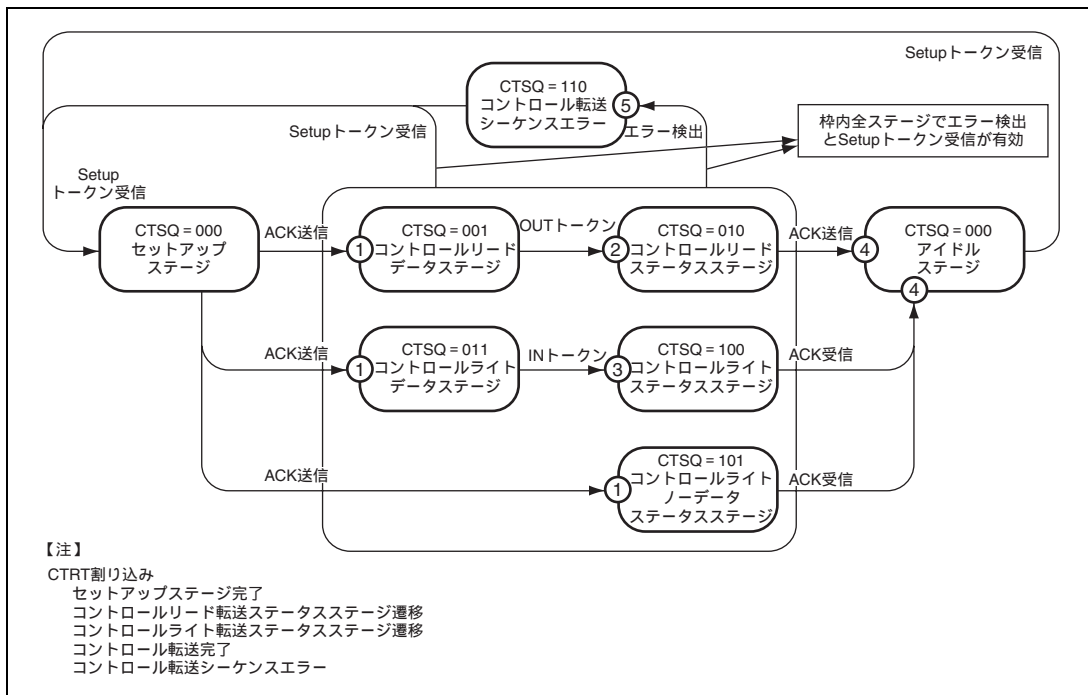 Setupトークン受信
CTSQ = 110
コントロール転送
シーケンスエラー
5
Setupトークン受信
エラー検出
枠内全ステージでエラー検出
とSetupトークン受信が有効
Setup
トークン受信
CTSQ = 000
セットアップ
ステージ
ACK送信
1
CTSQ = 001
コントロールリード
データステージ
OUTトークン
2
CTSQ = 010
コントロールリード
ステータスステージ
ACK送信
4
CTSQ = 000
アイドル
ステージ
4
ACK送信
1
CTSQ = 011
コントロールライト
データステージ
INトークン
3
CTSQ = 100
コントロールライト
ステータスステージ
ACK受信
ACK送信
1
CTSQ = 101
コントロールライト
ノーデータ
ステータスステージ
ACK受信
【注】
CTRT割り込み
セットアップステージ完了
コントロールリード転送ステータスステージ遷移
コントロールライト転送ステータスステージ遷移
コントロール転送完了
コントロール転送シーケンスエラー